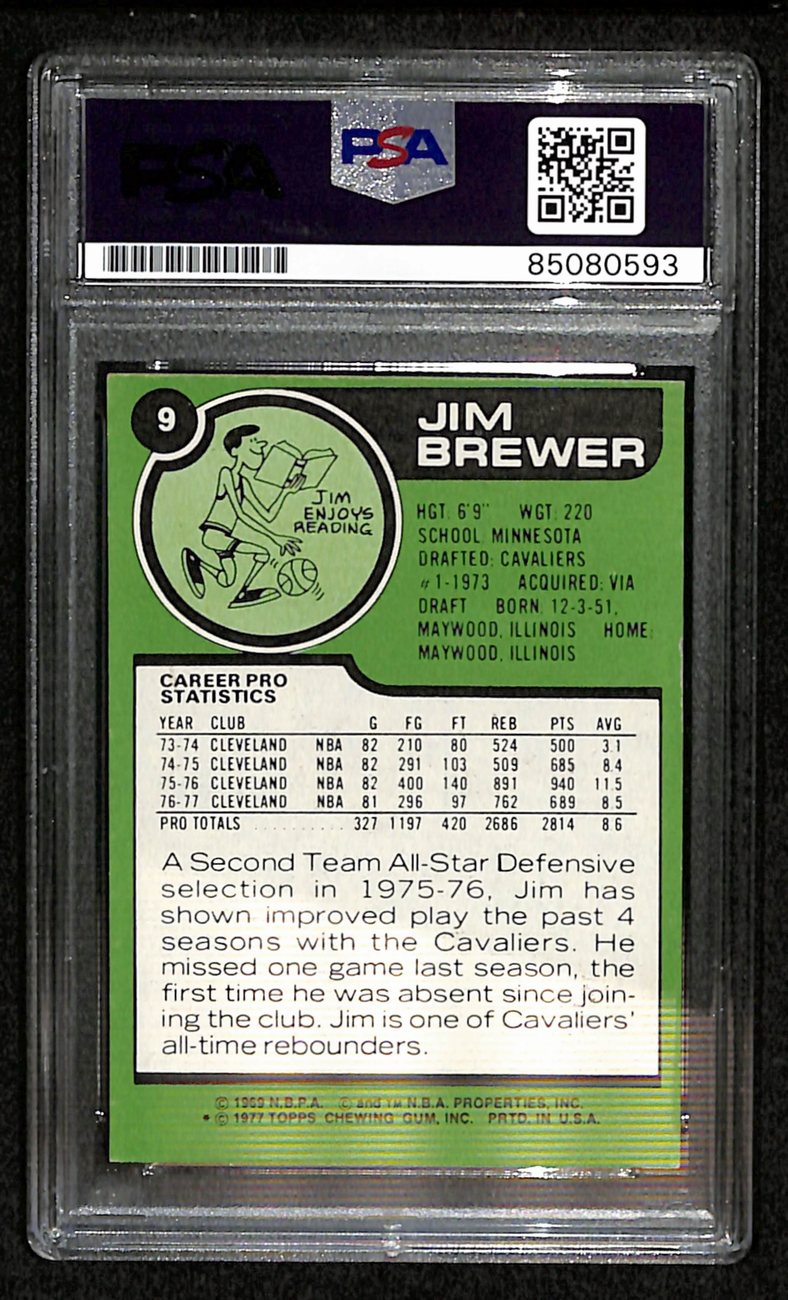 PSA
PSA
85080593
9
JIM
BREWER
JIM
ENJOYS
READING
HGT: 6'9" WGT: 220
SCHOOL: MINNESOTA
DRAFTED: CAVALIERS
#1-1973 ACQUIRED: VIA
DRAFT BORN: 12-3-51,
MAYWOOD, ILLINOIS HOME:
MAYWOOD, ILLINOIS
CAREER PRO
STATISTICS
YEAR CLUB G FG FT REB PTS AVG
73-74 CLEVELAND NBA 82 210 80 524 500 3.1
74-75 CLEVELAND NBA 82 291 103 509 685 8.4
75-76 CLEVELAND NBA 82 400 140 891 940 11.5
76-77 CLEVELAND NBA 81 296 97 762 689 8.5
PRO TOTALS .......... 327 1197 420 2686 2814 8.6
A Second Team All-Star Defensive
selection in 1975-76, Jim has
shown improved play the past 4
seasons with the Cavaliers. He
missed one game last season, the
first time he was absent since join-
ing the club. Jim is one of Cavaliers'
all-time rebounders.
© 1969 N.B.P.A. © and TM N.B.A. PROPERTIES, INC.
* © 1977 TOPPS CHEWING GUM, INC. PRTD. IN U.S.A.